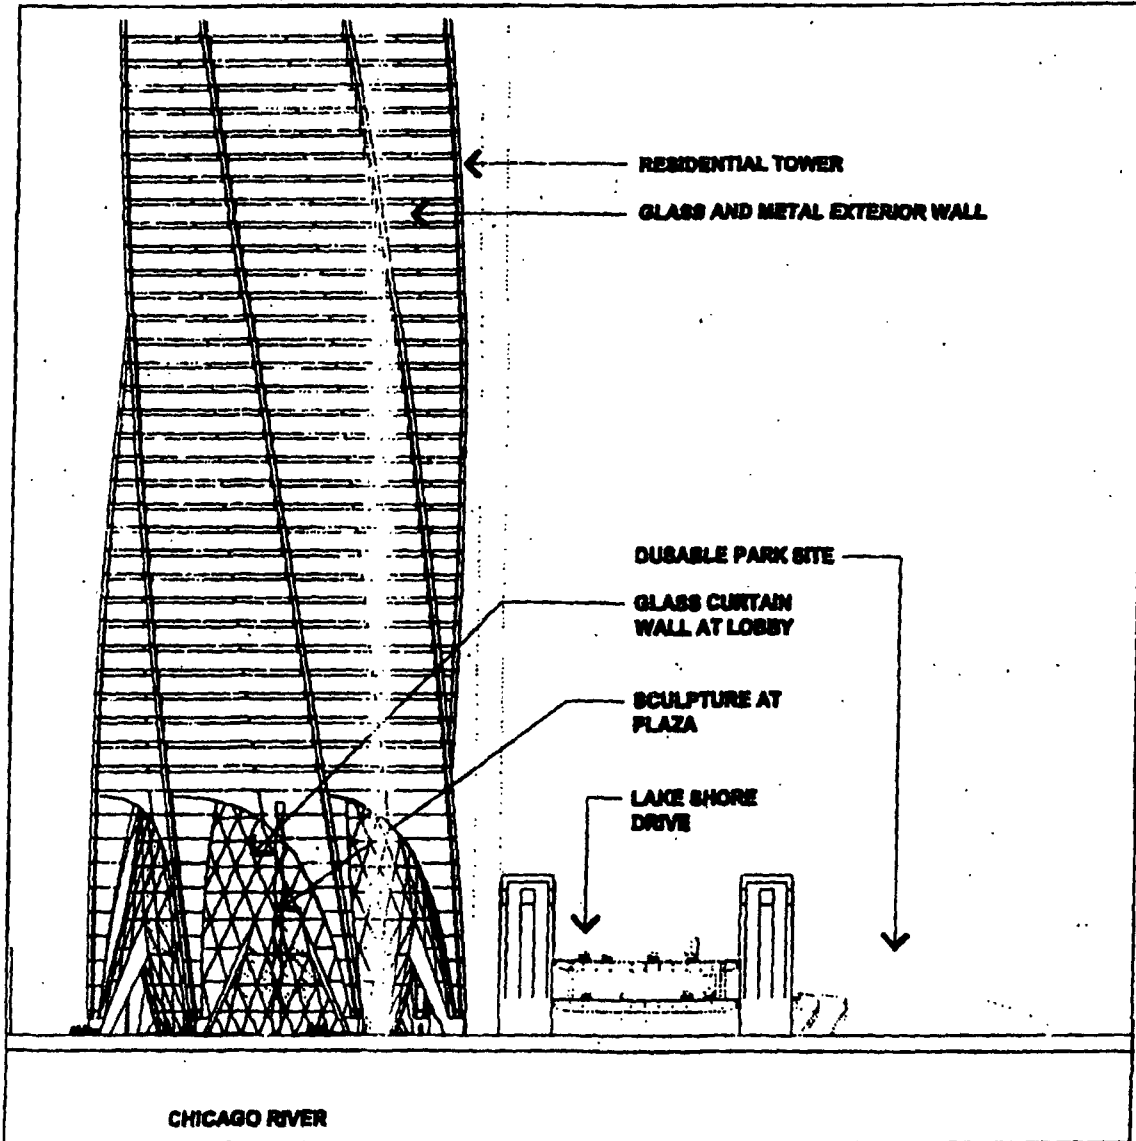 RESIDENTIAL TOWER
GLASS AND METAL EXTERIOR WALL
DUSABLE PARK SITE
GLASS CURTAIN
WALL AT LOBBY
SCULPTURE AT
PLAZA
LAKE SHORE
DRIVE
CHICAGO RIVER